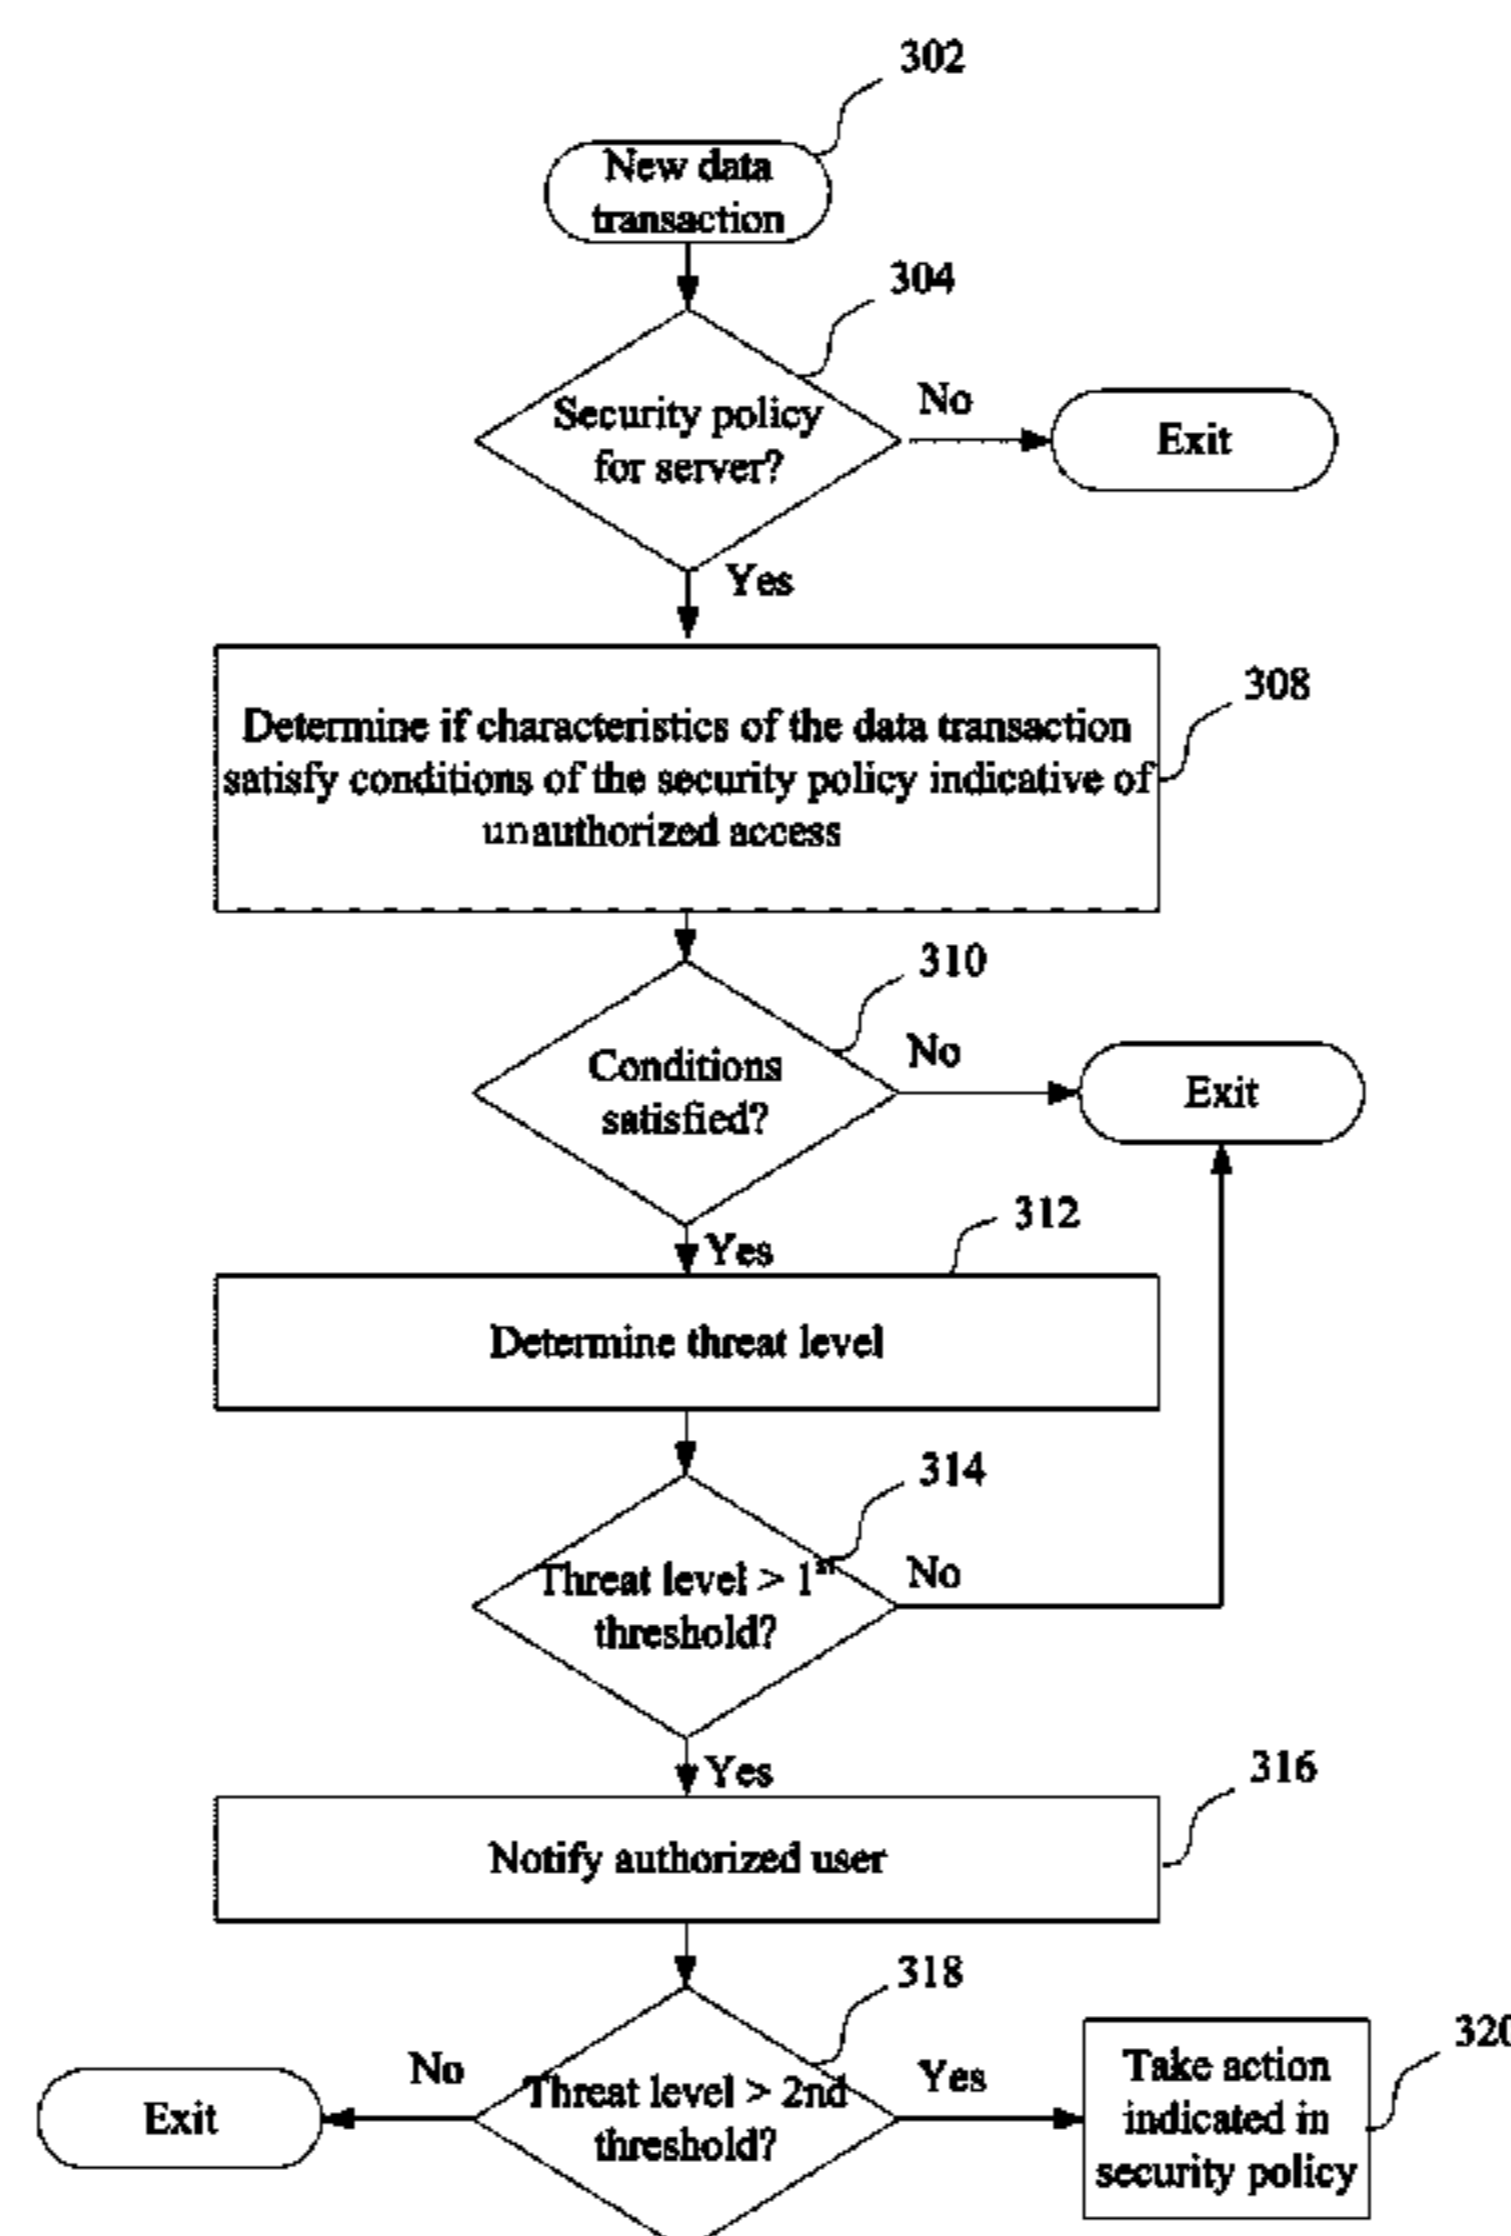 302
New data
transaction
304
Security policy
for server?
No
Exit
Yes
308
Determine if characteristics of the data transaction
satisfy conditions of the security policy indicative of
unauthorized access
310
Conditions
satisfied?
No
Exit
Yes
312
Determine threat level
314
Threat level > 1st
threshold?
No
Yes
316
Notify authorized user
318
No
Exit
Threat level > 2nd
threshold?
Yes
320
Take action
indicated in
security policy